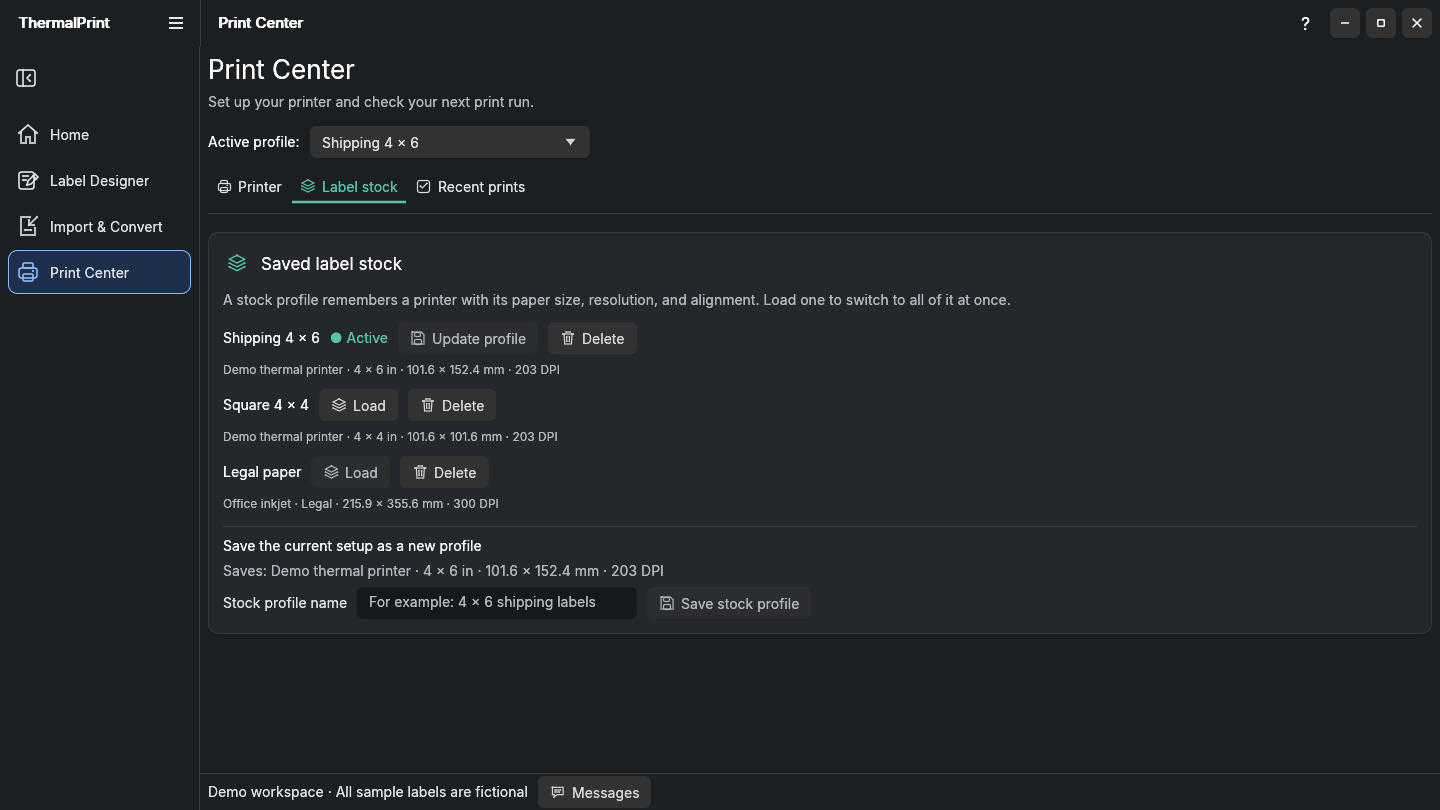 ThermalPrint
Print Center
?
Print Center
Set up your printer and check your next print run.
Home
Label Designer
Import & Convert
Print Center
Active profile: Shipping 4 × 6
Printer Label stock Recent prints
Saved label stock
A stock profile remembers a printer with its paper size, resolution, and alignment. Load one to switch to all of it at once.
Shipping 4 × 6 Active Update profile Delete
Demo thermal printer · 4 × 6 in · 101.6 × 152.4 mm · 203 DPI
Square 4 × 4 Load Delete
Demo thermal printer · 4 × 4 in · 101.6 × 101.6 mm · 203 DPI
Legal paper Load Delete
Office inkjet · Legal · 215.9 × 355.6 mm · 300 DPI
Save the current setup as a new profile
Saves: Demo thermal printer · 4 × 6 in · 101.6 × 152.4 mm · 203 DPI
Stock profile name For example: 4 × 6 shipping labels Save stock profile
Demo workspace · All sample labels are fictional Messages